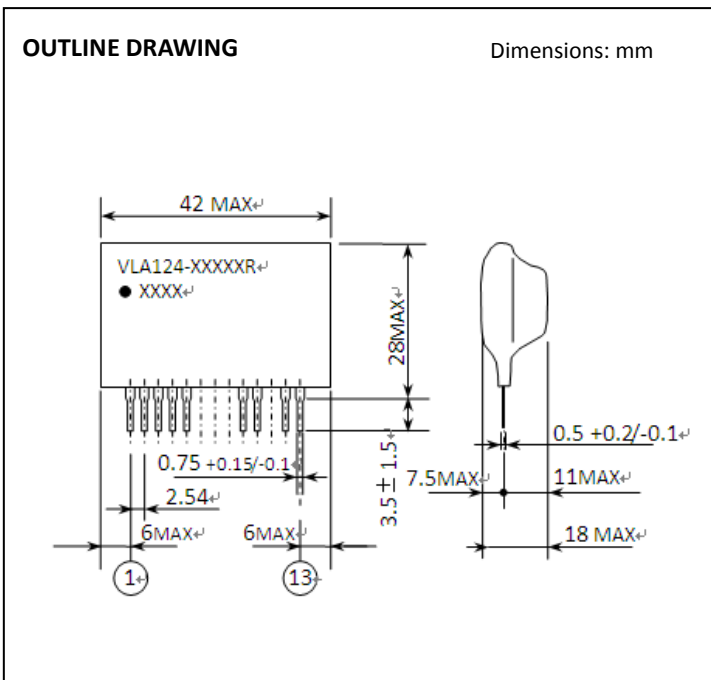 OUTLINE DRAWING
Dimensions: mm
42 MAX↵
VLA124-XXXXXR↵
● XXXX↵
28MAX↵
0.75 +0.15/-0.1↵
3.5 ± 1.5↵
0.5 +0.2/-0.1↵
7.5MAX↵
11MAX↵
2.54↵
6MAX↵
6MAX↵
18 MAX↵
1↵
13↵